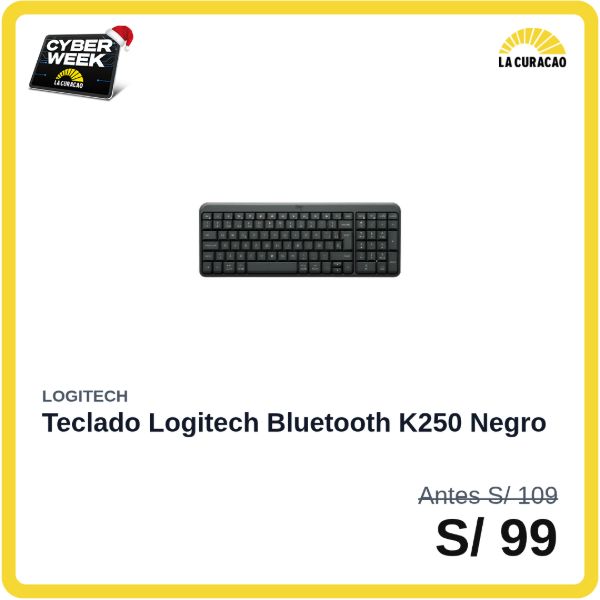 CYBER
WEEK
LA CURACAO
LA CURACAO
LOGITECH
Teclado Logitech Bluetooth K250 Negro
Antes S/ 109
S/ 99